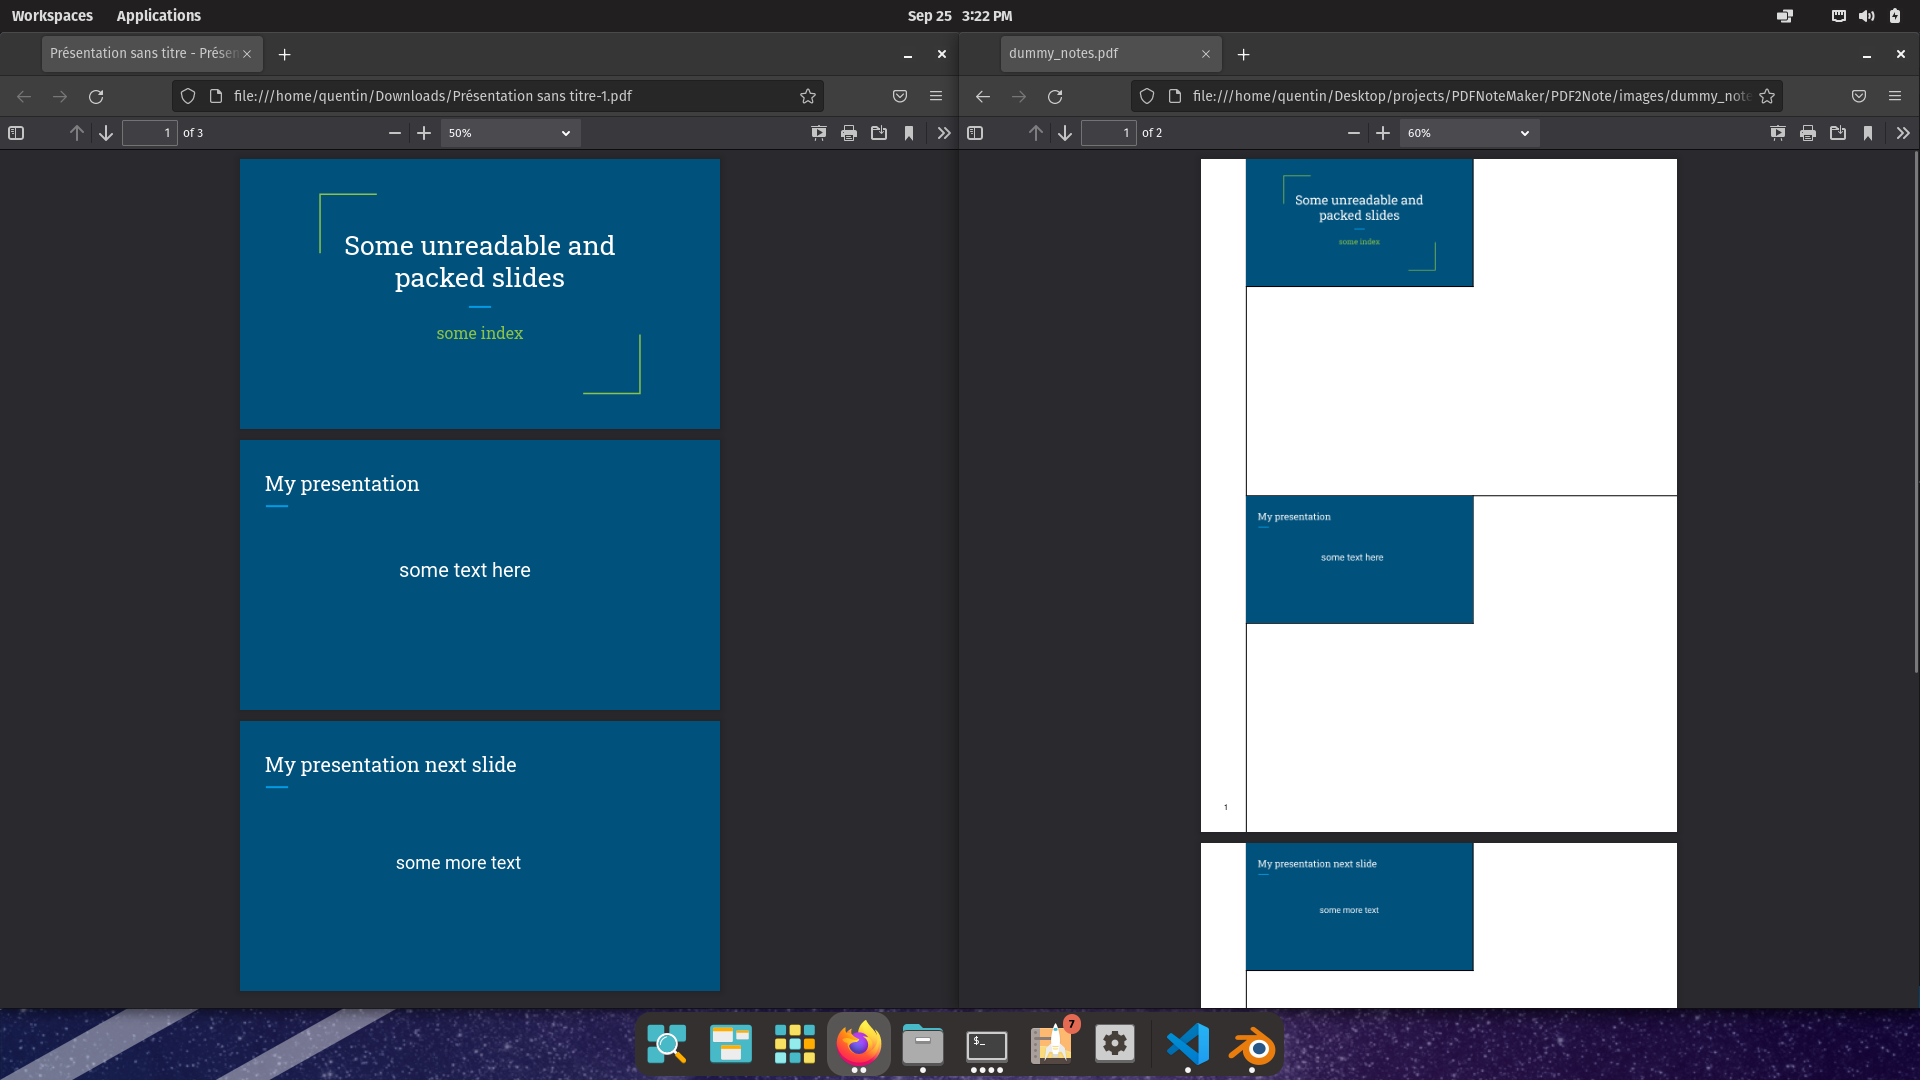 Workspaces Applications Sep 25 3:22 PM
Présentation sans titre - Présen
file:///home/quentin/Downloads/Présentation sans titre-1.pdf
1 of 3 50%
Some unreadable and
packed slides
some index
My presentation
some text here
My presentation next slide
some more text
dummy_notes.pdf
file:///home/quentin/Desktop/projects/PDFNoteMaker/PDF2Note/images/dummy_note
1 of 2 60%
Some unreadable and
packed slides
some index
My presentation
some text here
1
My presentation next slide
some more text
$_
7